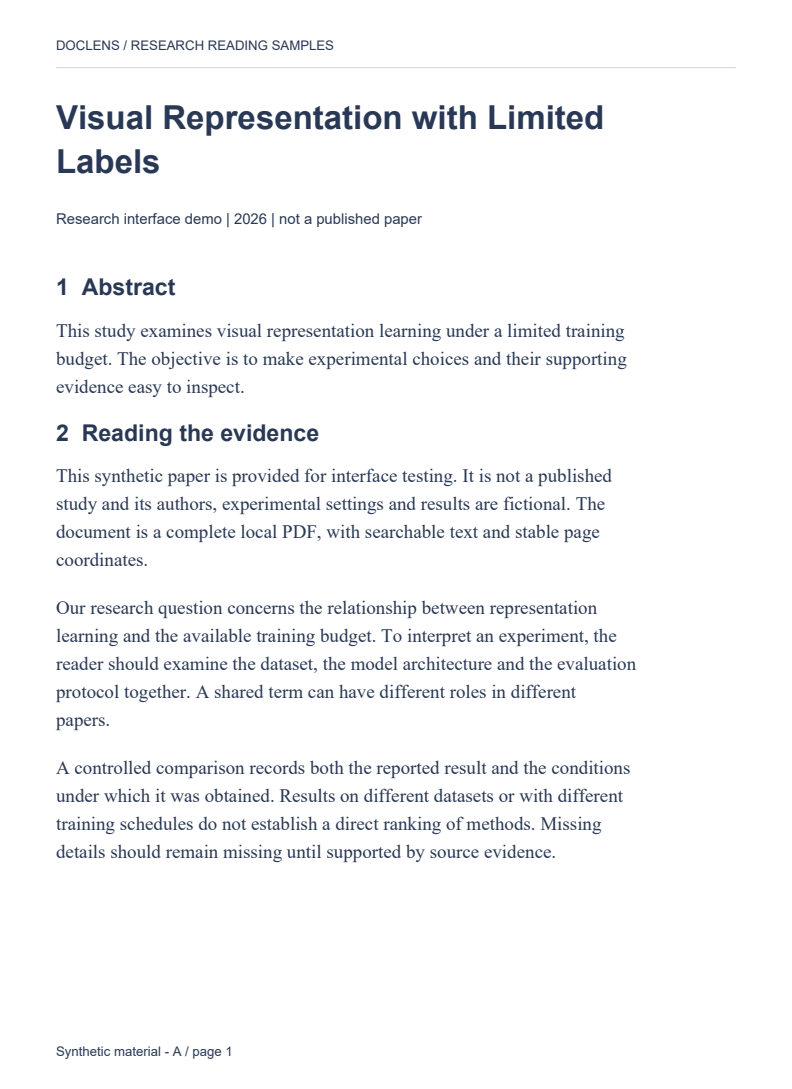 DOCLENS / RESEARCH READING SAMPLES
Visual Representation with Limited
Labels
Research interface demo | 2026 | not a published paper
1 Abstract
This study examines visual representation learning under a limited training
budget. The objective is to make experimental choices and their supporting
evidence easy to inspect.
2 Reading the evidence
This synthetic paper is provided for interface testing. It is not a published
study and its authors, experimental settings and results are fictional. The
document is a complete local PDF, with searchable text and stable page
coordinates.
Our research question concerns the relationship between representation
learning and the available training budget. To interpret an experiment, the
reader should examine the dataset, the model architecture and the evaluation
protocol together. A shared term can have different roles in different
papers.
A controlled comparison records both the reported result and the conditions
under which it was obtained. Results on different datasets or with different
training schedules do not establish a direct ranking of methods. Missing
details should remain missing until supported by source evidence.
Synthetic material - A / page 1